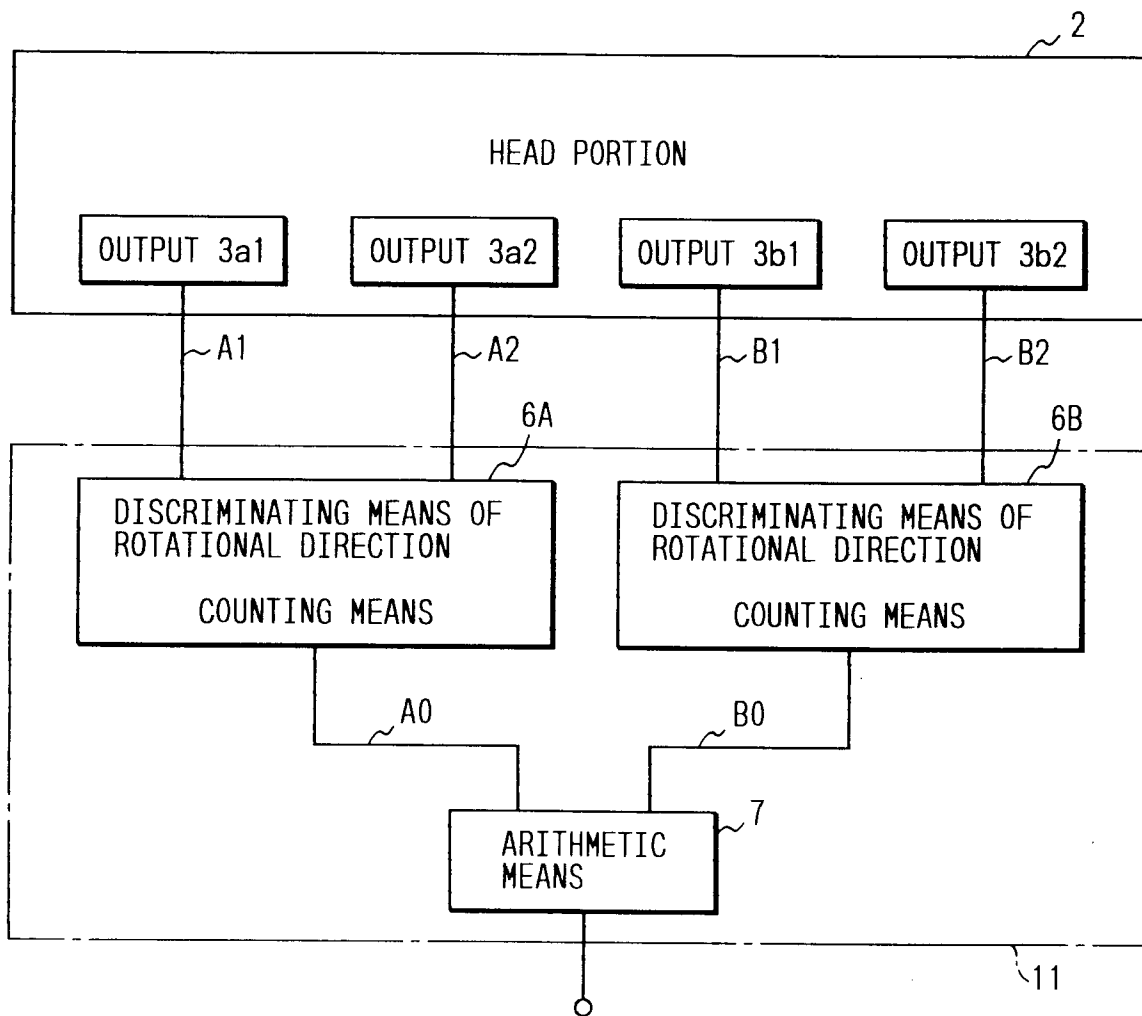 2
HEAD PORTION
OUTPUT 3a1
OUTPUT 3a2
OUTPUT 3b1
OUTPUT 3b2
A1
A2
B1
B2
6A
6B
DISCRIMINATING MEANS OF
ROTATIONAL DIRECTION
COUNTING MEANS
DISCRIMINATING MEANS OF
ROTATIONAL DIRECTION
COUNTING MEANS
A0
B0
7
ARITHMETIC
MEANS
11